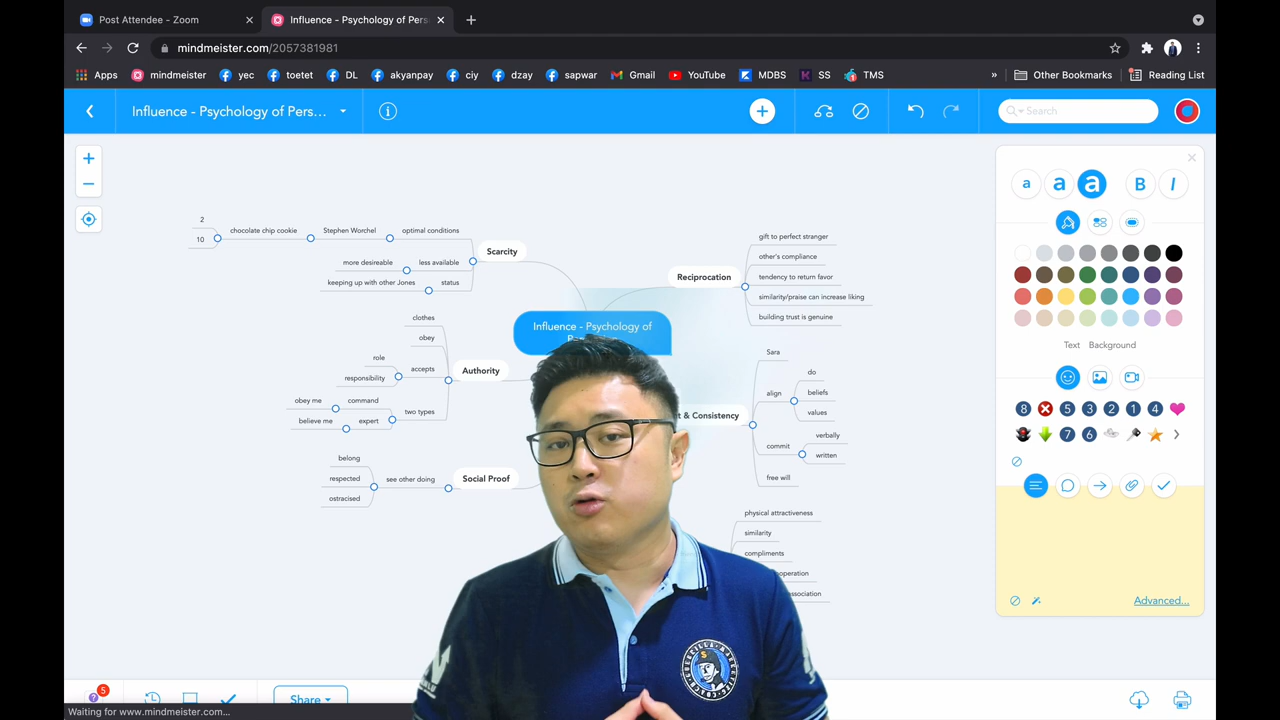 Post Attendee - Zoom
Influence - Psychology of Pers
mindmeister.com/2057381981
Apps mindmeister yec toetet DL akyanpay ciy dzay sapwar Gmail YouTube MDBS SS TMS » Other Bookmarks Reading List
Influence - Psychology of Pers...
Search
a a a B I
2
10
chocolate chip cookie
Stephen Worchel
optimal conditions
Scarcity
more desireable
less available
keeping up with other Jones
status
clothes
obey
role
responsibility
accepts
Authority
obey me
command
two types
believe me
expert
belong
respected
ostracised
see other doing
Social Proof
Influence - Psychology of
Reciprocation
gift to perfect stranger
other's compliance
tendency to return favor
similarity/praise can increase liking
building trust is genuine
& Consistency
Sara
align
do
beliefs
values
commit
verbally
written
free will
physical attractiveness
similarity
compliments
Text Background
8 5 3 2 1 4
7 6
Advanced...
5
Share
Waiting for www.mindmeister.com...